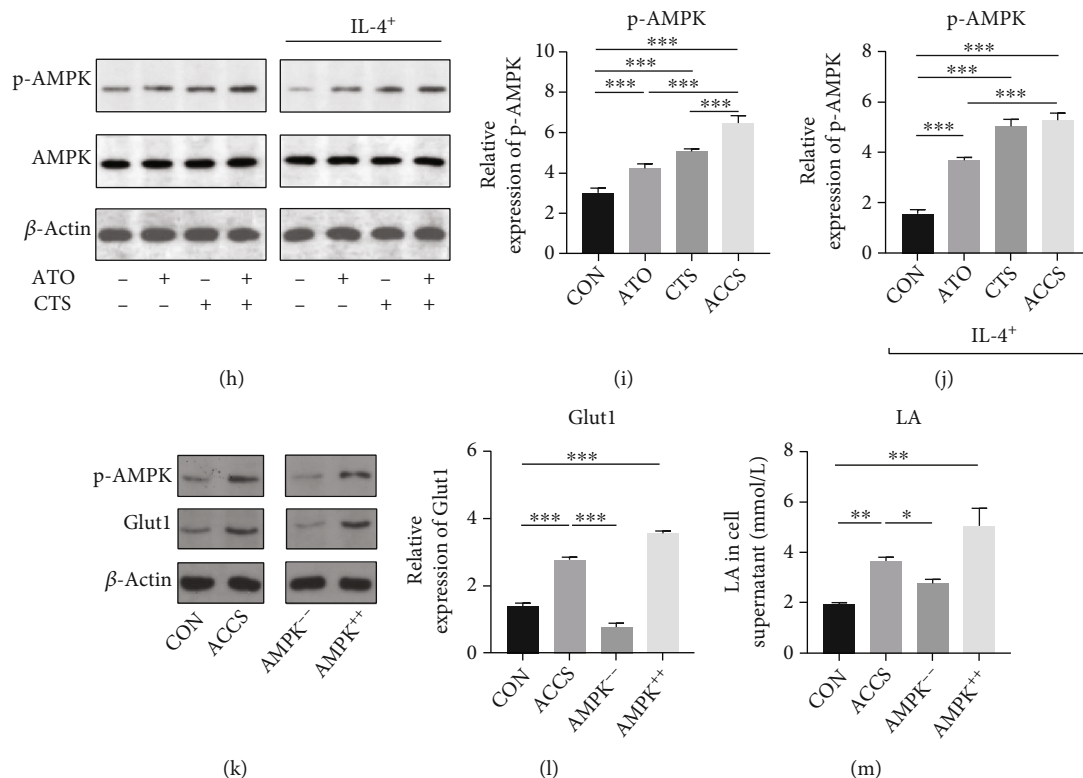 IL-4⁺
p-AMPK
AMPK
β-Actin
ATO – + – + – + – +
CTS – – + + – – + +
(h)
p-AMPK
Relative
expression of p-AMPK
10
8
6
4
2
0
***
***
*** ***
***
CON ATO CTS ACCS
(i)
p-AMPK
Relative
expression of p-AMPK
8
6
4
2
0
***
***
***
***
CON ATO CTS ACCS
IL-4⁺
(j)
p-AMPK
Glut1
β-Actin
CON ACCS AMPK⁻⁻ AMPK⁺⁺
(k)
Glut1
Relative
expression of Glut1
6
4
2
0
***
*** ***
CON ACCS AMPK⁻⁻ AMPK⁺⁺
(l)
LA
LA in cell
supernatant (mmol/L)
8
6
4
2
0
**
** *
CON ACCS AMPK⁻⁻ AMPK⁺⁺
(m)